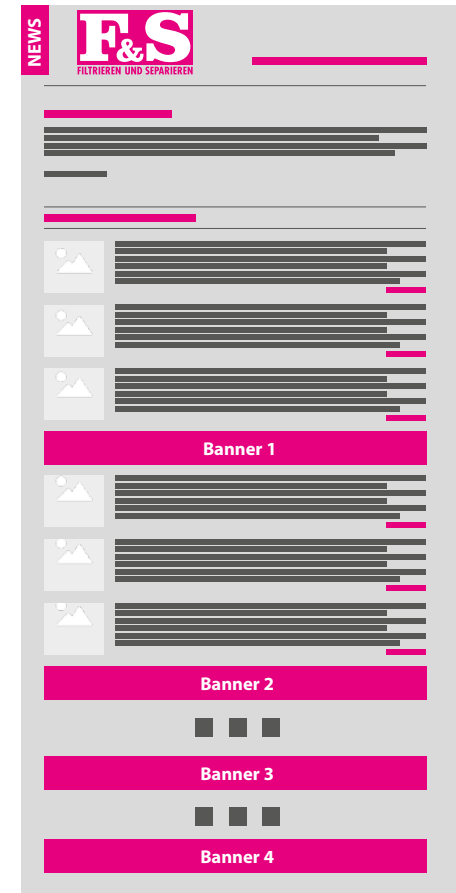 NEWS
F&S
FILTRIEREN UND SEPARIEREN
Banner 1
Banner 2
Banner 3
Banner 4